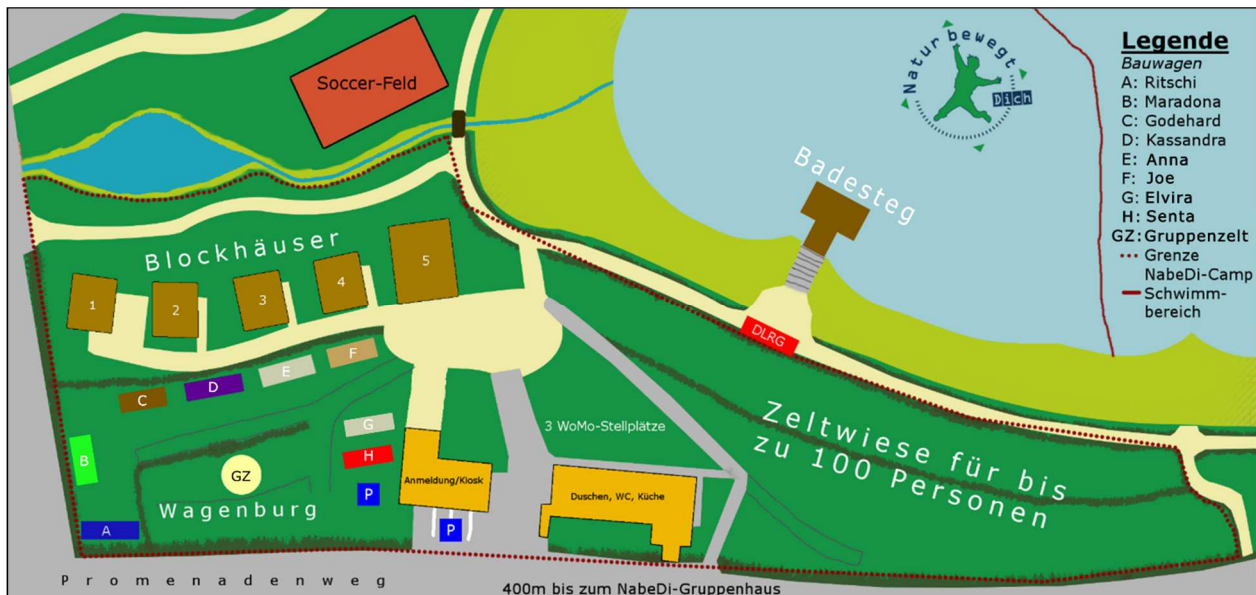 Soccer-Feld
Natur bewegt
Dich
Legende
Bauwagen
A: Ritschi
B: Maradona
C: Godehard
D: Kassandra
E: Anna
F: Joe
G: Elvira
H: Senta
GZ: Gruppenzelt
Grenze
NabeDi-Camp
Schwimm-
bereich
Badesteg
Blockhäuser
1
2
3
4
5
DLRG
F
E
D
C
G
3 WoMo-Stellplätze
Zeltwiese für bis
zu 100 Personen
B
H
GZ
Anmeldung/Kiosk
P
Duschen, WC, Küche
Wagenburg
A
P
Promenadenweg
400m bis zum NabeDi-Gruppenhaus